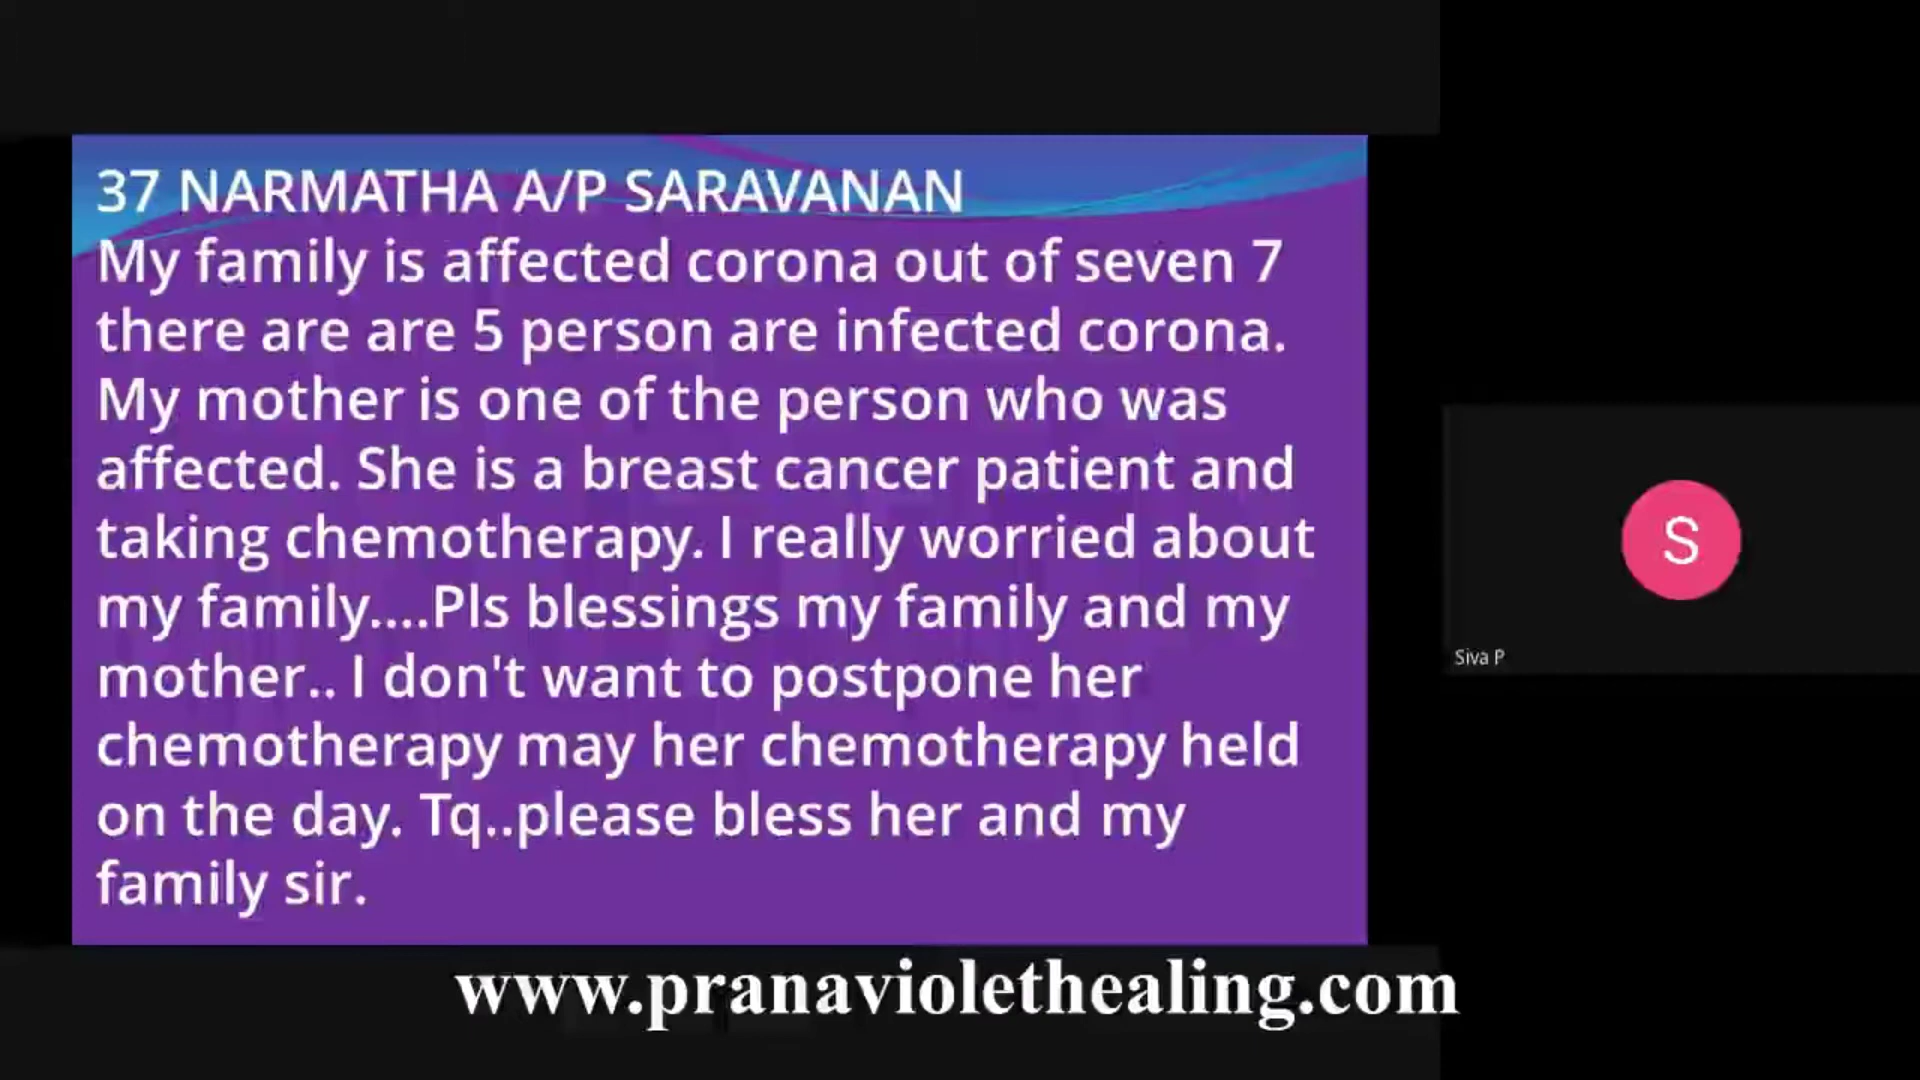 37 NARMATHA A/P SARAVANAN
My family is affected corona out of seven 7
there are are 5 person are infected corona.
My mother is one of the person who was
affected. She is a breast cancer patient and
taking chemotherapy. I really worried about
my family....Pls blessings my family and my
mother.. I don't want to postpone her
chemotherapy may her chemotherapy held
on the day. Tq..please bless her and my
family sir.
S
Siva P
www.pranaviolethealing.com